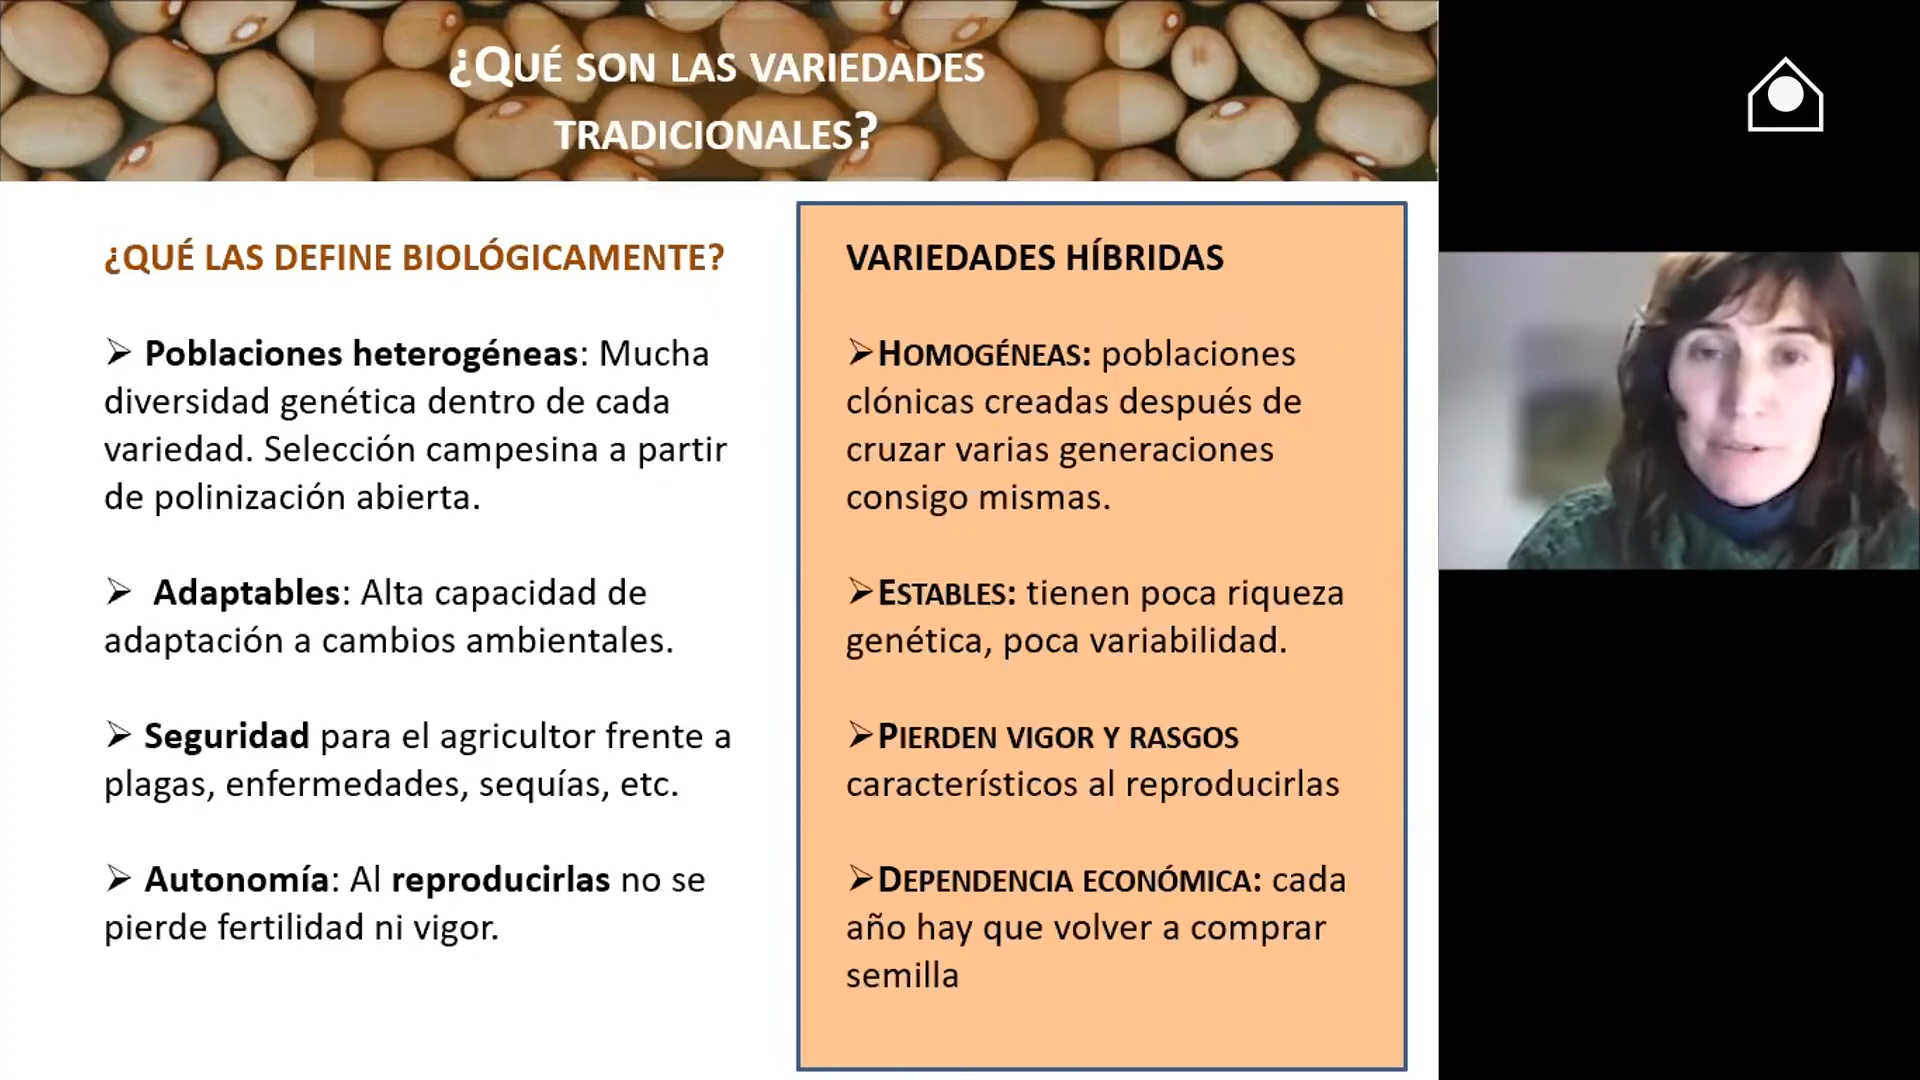 ¿QUÉ SON LAS VARIEDADES
TRADICIONALES?
¿QUÉ LAS DEFINE BIOLÓGICAMENTE?
➢ Poblaciones heterogéneas: Mucha
diversidad genética dentro de cada
variedad. Selección campesina a partir
de polinización abierta.
➢ Adaptables: Alta capacidad de
adaptación a cambios ambientales.
➢ Seguridad para el agricultor frente a
plagas, enfermedades, sequías, etc.
➢ Autonomía: Al reproducirlas no se
pierde fertilidad ni vigor.
VARIEDADES HÍBRIDAS
➢HOMOGÉNEAS: poblaciones
clónicas creadas después de
cruzar varias generaciones
consigo mismas.
➢ESTABLES: tienen poca riqueza
genética, poca variabilidad.
➢PIERDEN VIGOR Y RASGOS
característicos al reproducirlas
➢DEPENDENCIA ECONÓMICA: cada
año hay que volver a comprar
semilla